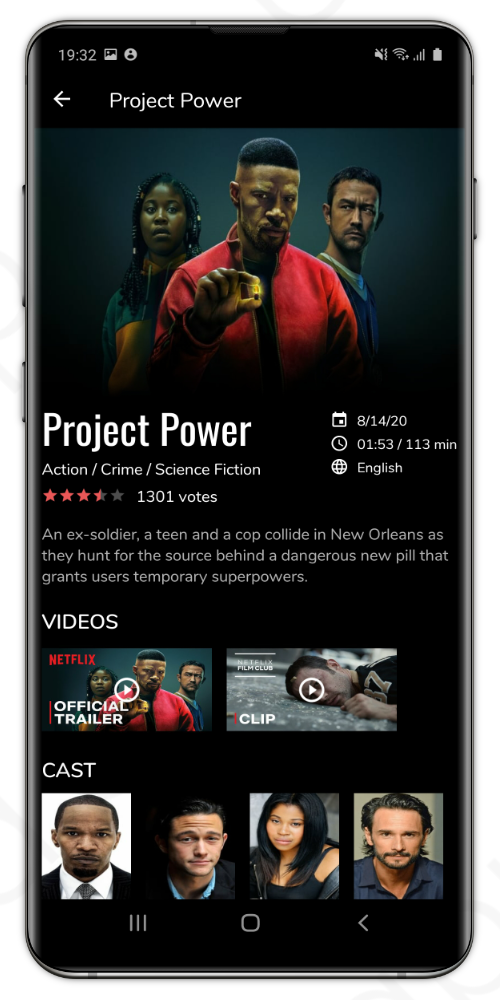 19:32
Project Power
Project Power
8/14/20
01:53 / 113 min
English
Action / Crime / Science Fiction
1301 votes
An ex-soldier, a teen and a cop collide in New Orleans as
they hunt for the source behind a dangerous new pill that
grants users temporary superpowers.
VIDEOS
NETFLIX
OFFICIAL
TRAILER
NETFLIX
FILM CLUB
CLIP
17
CAST